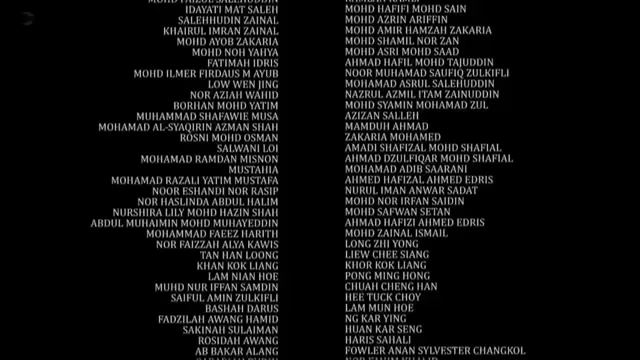 IDAYATI MAT SALEH
SALEHHUDIN ZAINAL
KHAIRUL IMRAN ZAINAL
MOHD AYOB ZAKARIA
MOHD NOH YAHYA
FATIMAH IDRIS
MOHD ILMER FIRDAUS M AYUB
LOW WEN JING
NOR AZIAH WAHID
BORHAN MOHD YATIM
MUHAMMAD SHAFAWIE MUSA
MOHAMAD AL-SYAQIRIN AZMAN SHAH
ROSNI MOHD OSMAN
SALWANI LOI
MOHAMAD RAMDAN MISNON
MUSTAHIA
MOHAMAD RAZALI YATIM MUSTAFA
NOOR ESHANDI NOR RASIP
NOR HASLINDA ABDUL HALIM
NURSHIRA LILY MOHD HAZIN SHAH
ABDUL MUHAIMIN MOHD MUHAYEDDIN
MOHAMMAD FAEEZ HARITH
NOR FAIZZAH ALYA KAWIS
TAN HAN LOONG
KHAN KOK LIANG
LAM NIAN HOE
MUHD NUR IFFAN SAMDIN
SAIFUL AMIN ZULKIFLI
BASHAH DARUS
FADZILAH AWANG HAMID
SAKINAH SULAIMAN
ROSIDAH AWANG
AB BAKAR ALANG
MOHD HAFIFI MOHD SAIN
MOHD AZRIN ARIFFIN
MOHD AMIR HAMZAH ZAKARIA
MOHD SHAMIL NOR ZAN
MOHD ASRI MOHD SAAD
AHMAD HAFIL MOHD TAJUDDIN
NOOR MUHAMAD SAUFIQ ZULKIFLI
MOHAMAD ASRUL SALEHUDDIN
NAZRUL AZMIL ITAM ZAINUDDIN
MOHD SYAMIN MOHAMAD ZUL
AZIZAN SALLEH
MAMDUH AHMAD
ZAKARIA MOHAMED
AMADI SHAFIZAL MOHD SHAFIAL
AHMAD DZULFIQAR MOHD SHAFIAL
MOHAMAD ADIB SAARANI
AHMED HAFIZAL AHMED EDRIS
NURUL IMAN ANWAR SADAT
MOHD NOR IRFAN SAIDIN
MOHD SAFWAN SETAN
AHMAD HAFIZI AHMED EDRIS
MOHD ZAINAL ISMAIL
LONG ZHI YONG
LIEW CHEE SIANG
KHOR KOK LIANG
PONG MING HONG
CHUAH CHENG HAN
HEE TUCK CHOY
LAM MUN HOE
NG KAR YING
HUAN KAR SENG
HARIS SAHALI
FOWLER ANAN SYLVESTER CHANGKOL